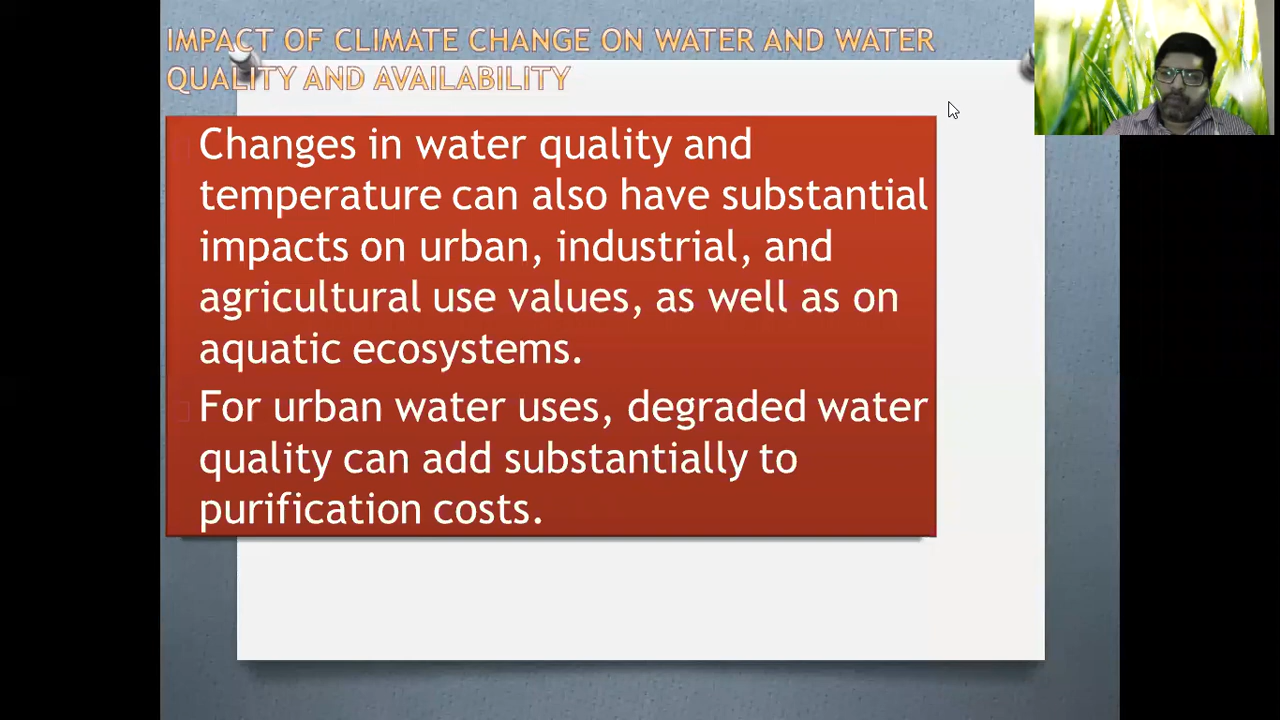 IMPACT OF CLIMATE CHANGE ON WATER AND WATER
QUALITY AND AVAILABILITY
Changes in water quality and
temperature can also have substantial
impacts on urban, industrial, and
agricultural use values, as well as on
aquatic ecosystems.
For urban water uses, degraded water
quality can add substantially to
purification costs.